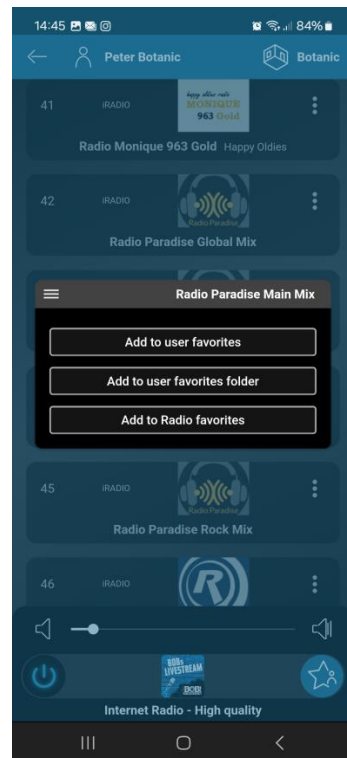 14:45
84%
Peter Botanic
Botanic
41
iRADIO
happy oldies radio
MONIQUE
963 Gold
Radio Monique 963 Gold Happy Oldies
42
iRADIO
Radio Paradise
Radio Paradise Global Mix
Radio Paradise Main Mix
Add to user favorites
Add to user favorites folder
Add to Radio favorites
45
iRADIO
Radio Paradise
Radio Paradise Rock Mix
46
iRADIO
R
BOBs
LIVESTREAM
BOB!
Internet Radio - High quality